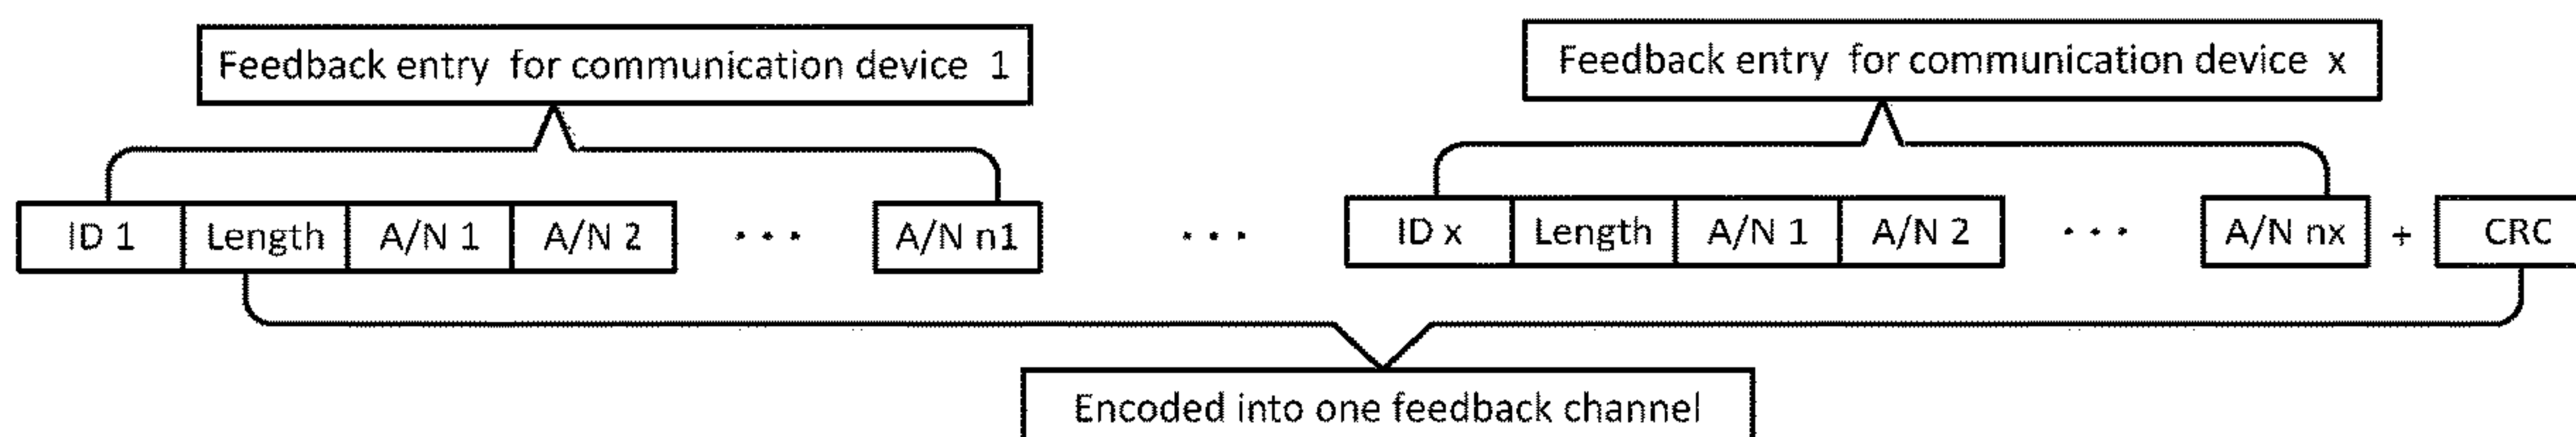 Feedback entry for communication device 1
Feedback entry for communication device x
ID 1 Length A/N 1 A/N 2 ... A/N n1 ... ID x Length A/N 1 A/N 2 ... A/N nx + CRC
Encoded into one feedback channel